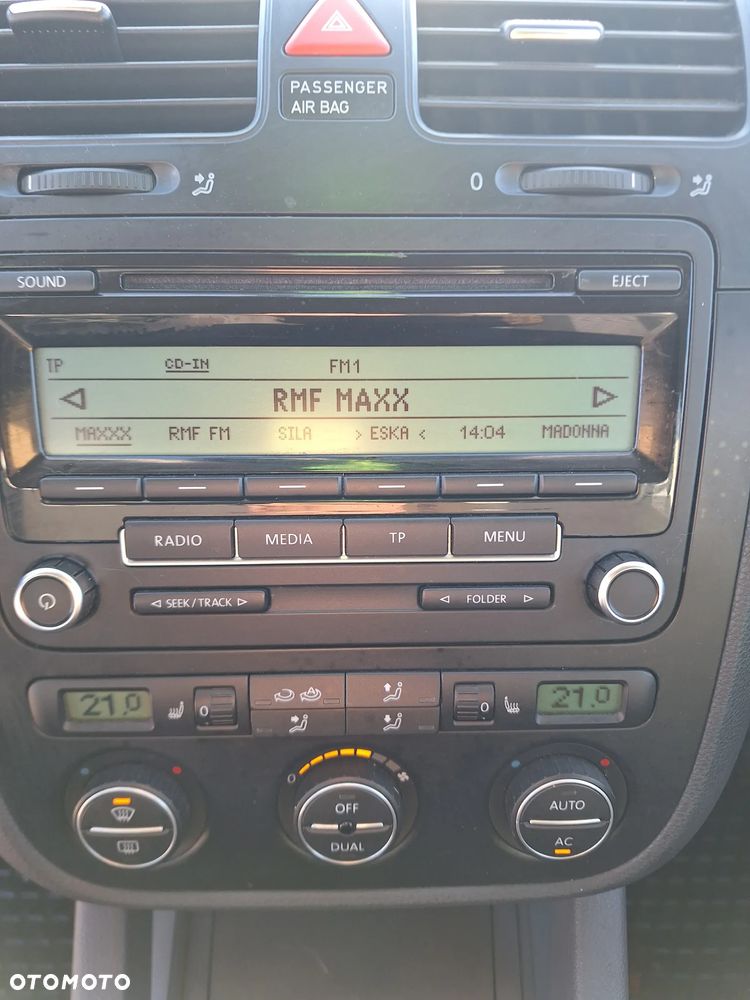 PASSENGER
AIR BAG
0
SOUND
EJECT
TP CD-IN FM1
RMF MAXX
MAXXX RMF FM SILA > ESKA < 14:04 MADONNA
RADIO MEDIA TP MENU
SEEK/TRACK FOLDER
21.0 0 0 21.0
0
OFF
DUAL
AUTO
AC
OTOMOTO